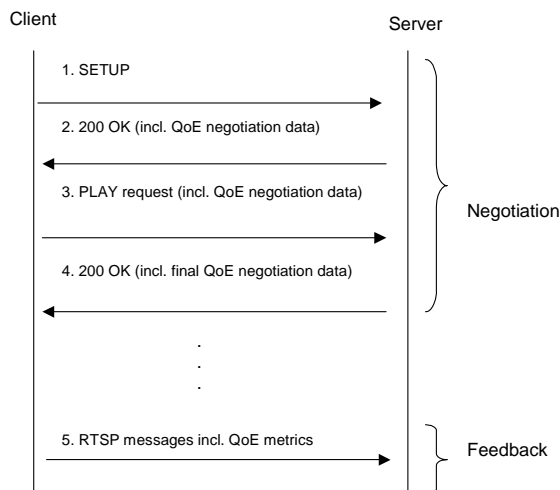 Client
Server
1. SETUP
2. 200 OK (incl. QoE negotiation data)
3. PLAY request (incl. QoE negotiation data)
Negotiation
4. 200 OK (incl. final QoE negotiation data)
.
.
.
5. RTSP messages incl. QoE metrics
Feedback